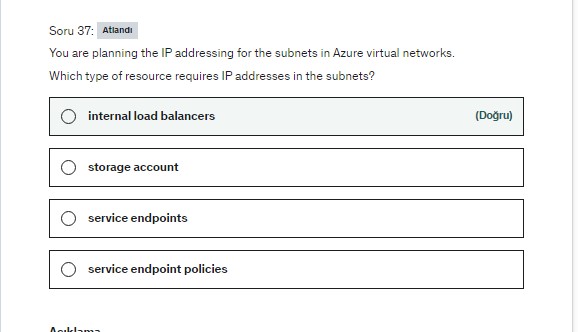 Soru 37: Atlandı
You are planning the IP addressing for the subnets in Azure virtual networks.
Which type of resource requires IP addresses in the subnets?
internal load balancers (Doğru)
storage account
service endpoints
service endpoint policies
Açıklama